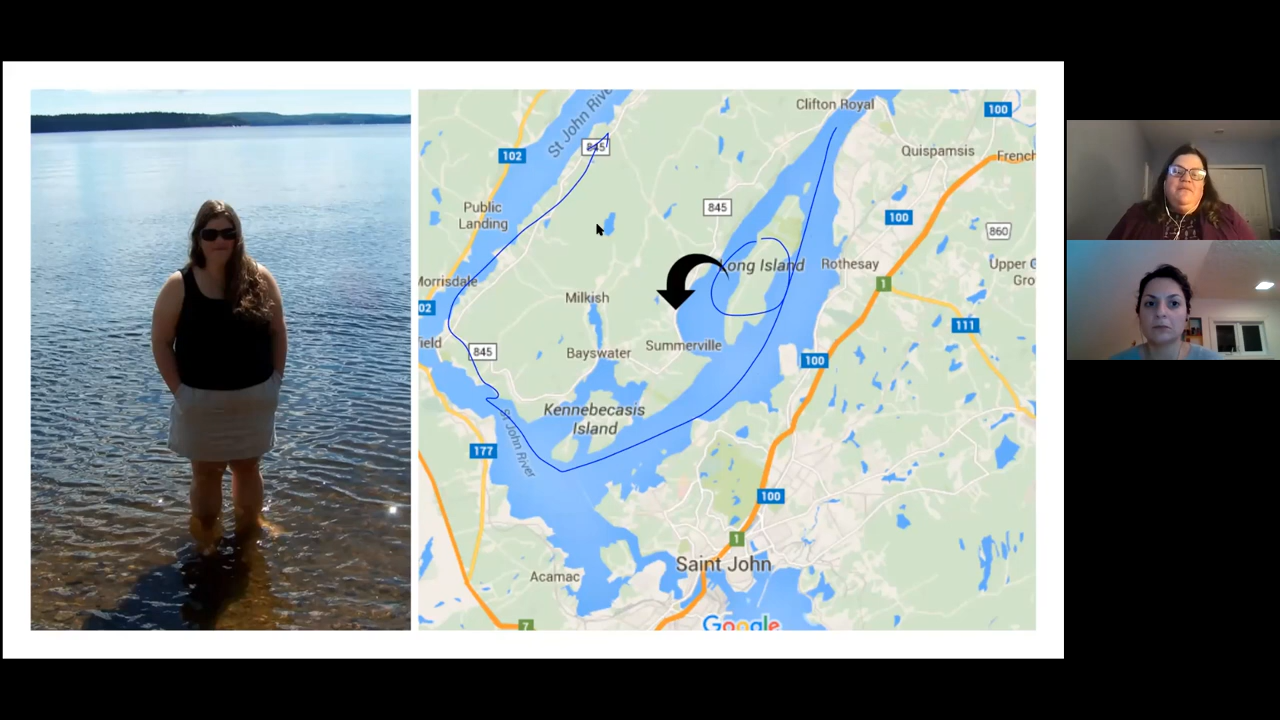 Clifton Royal
100
St John Rive
845
102
Quispamsis
French
Public
Landing
845
100
860
Long Island
Rothesay
Upper G
Gro
Morrisdale
1
Milkish
02
111
field
845
Bayswater
Summerville
100
Kennebecasis
Island
St John River
177
100
1
Saint John
Acamac
7
Google